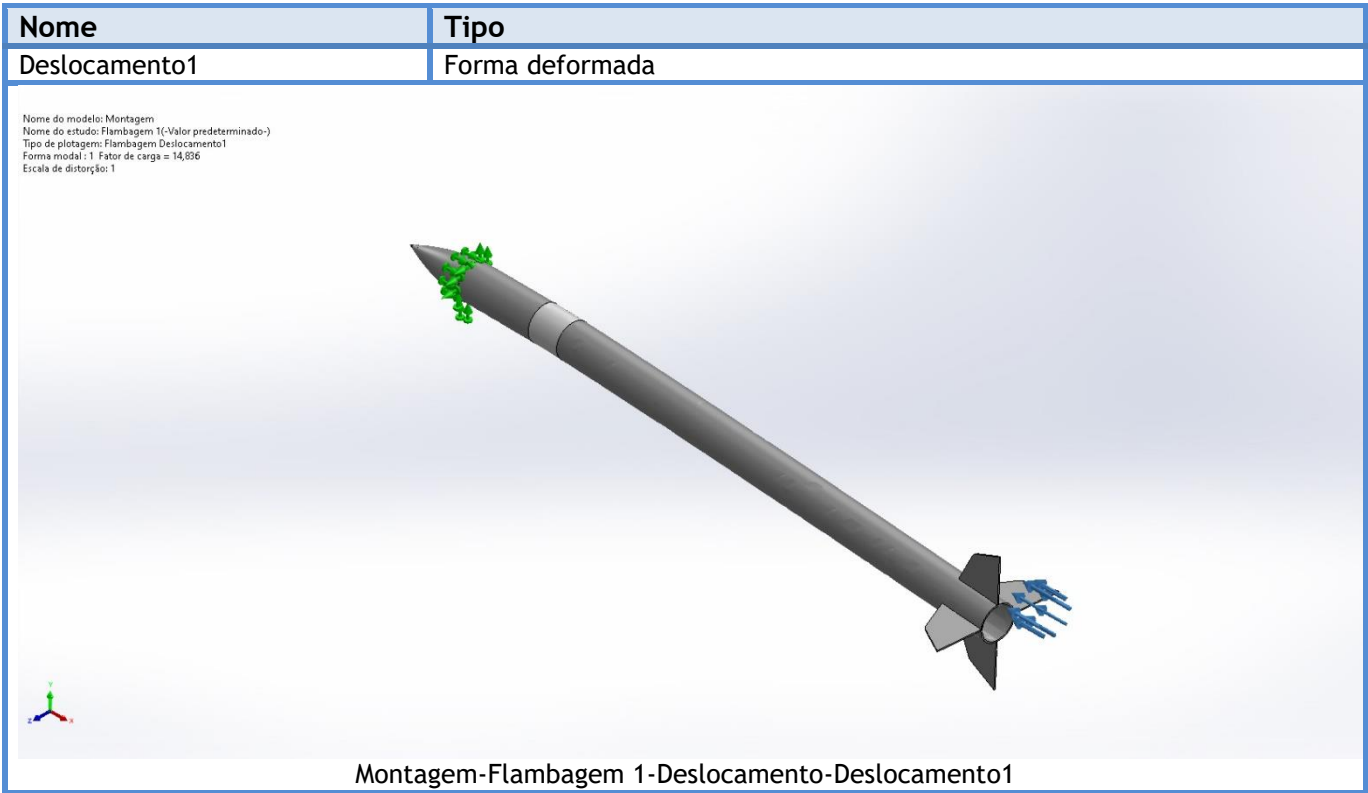 Nome Tipo
Deslocamento1 Forma deformada
Nome do modelo: Montagem
Nome do estudo: Flambagem 1(-Valor predeterminado-)
Tipo de plotagem: Flambagem Deslocamento1
Forma modal : 1 Fator de carga = 14,836
Escala de distorção: 1
Y
Z X
Montagem-Flambagem 1-Deslocamento-Deslocamento1